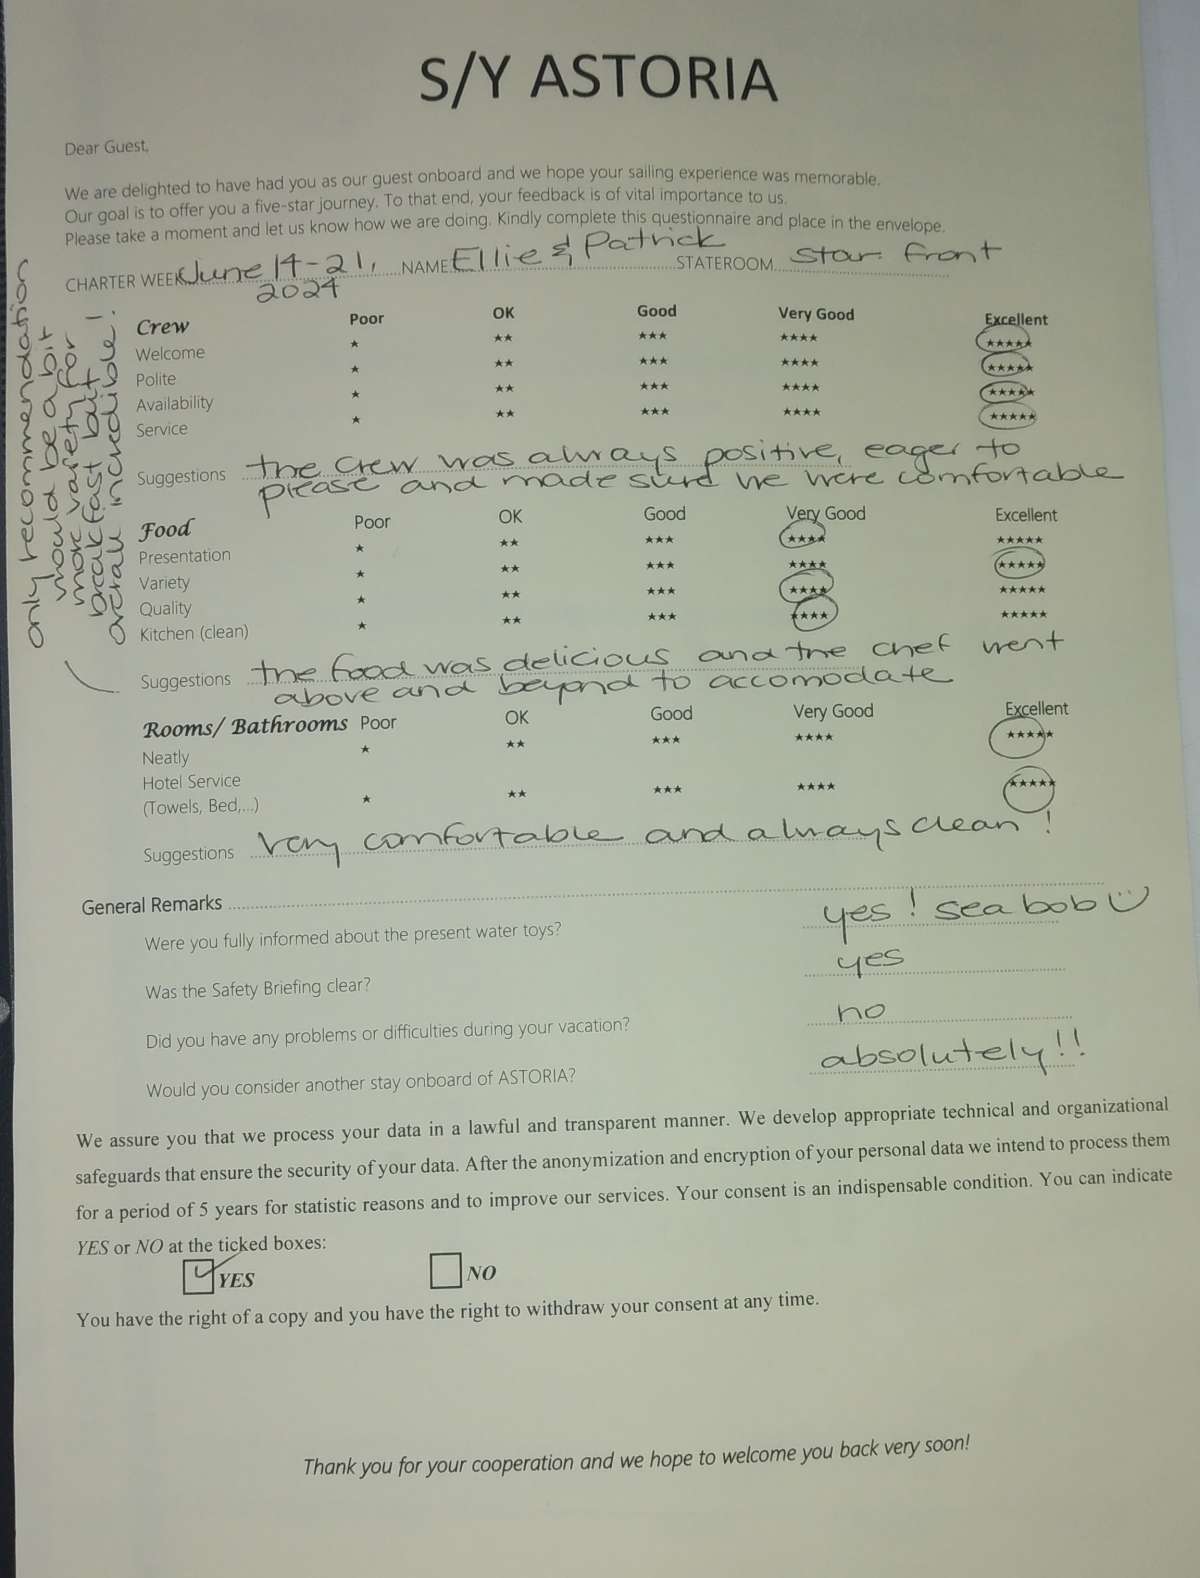 S/Y ASTORIA
Dear Guest,
We are delighted to have had you as our guest onboard and we hope your sailing experience was memorable.
Our goal is to offer you a five-star journey. To that end, your feedback is of vital importance to us.
Please take a moment and let us know how we are doing. Kindly complete this questionnaire and place in the envelope.
CHARTER WEEK June 14-21, 2024 NAME Ellie & Patrick STATEROOM Star. front
Crew Poor OK Good Very Good Excellent
Welcome ★ ★★ ★★★ ★★★★ ★★★★★
Polite ★ ★★ ★★★ ★★★★ ★★★★★
Availability ★ ★★ ★★★ ★★★★ ★★★★★
Service ★ ★★ ★★★ ★★★★ ★★★★★
Suggestions the crew was always positive, eager to
please and made sure we were comfortable
Food Poor OK Good Very Good Excellent
Presentation ★ ★★ ★★★ ★★★★ ★★★★★
Variety ★ ★★ ★★★ ★★★★ ★★★★★
Quality ★ ★★ ★★★ ★★★★ ★★★★★
Kitchen (clean) ★ ★★ ★★★ ★★★★ ★★★★★
Suggestions the food was delicious and the chef went
above and beyond to accomodate
only recommendation
would be a bit
more variety for
breakfast but
overall incredible!
Rooms/ Bathrooms Poor OK Good Very Good Excellent
Neatly ★ ★★ ★★★ ★★★★ ★★★★★
Hotel Service
(Towels, Bed,...) ★ ★★ ★★★ ★★★★ ★★★★★
Suggestions Very comfortable and always clean!
General Remarks
Were you fully informed about the present water toys? yes! sea bob
Was the Safety Briefing clear? yes
Did you have any problems or difficulties during your vacation? no
Would you consider another stay onboard of ASTORIA? absolutely!!
We assure you that we process your data in a lawful and transparent manner. We develop appropriate technical and organizational
safeguards that ensure the security of your data. After the anonymization and encryption of your personal data we intend to process them
for a period of 5 years for statistic reasons and to improve our services. Your consent is an indispensable condition. You can indicate
YES or NO at the ticked boxes:
YES NO
You have the right of a copy and you have the right to withdraw your consent at any time.
Thank you for your cooperation and we hope to welcome you back very soon!